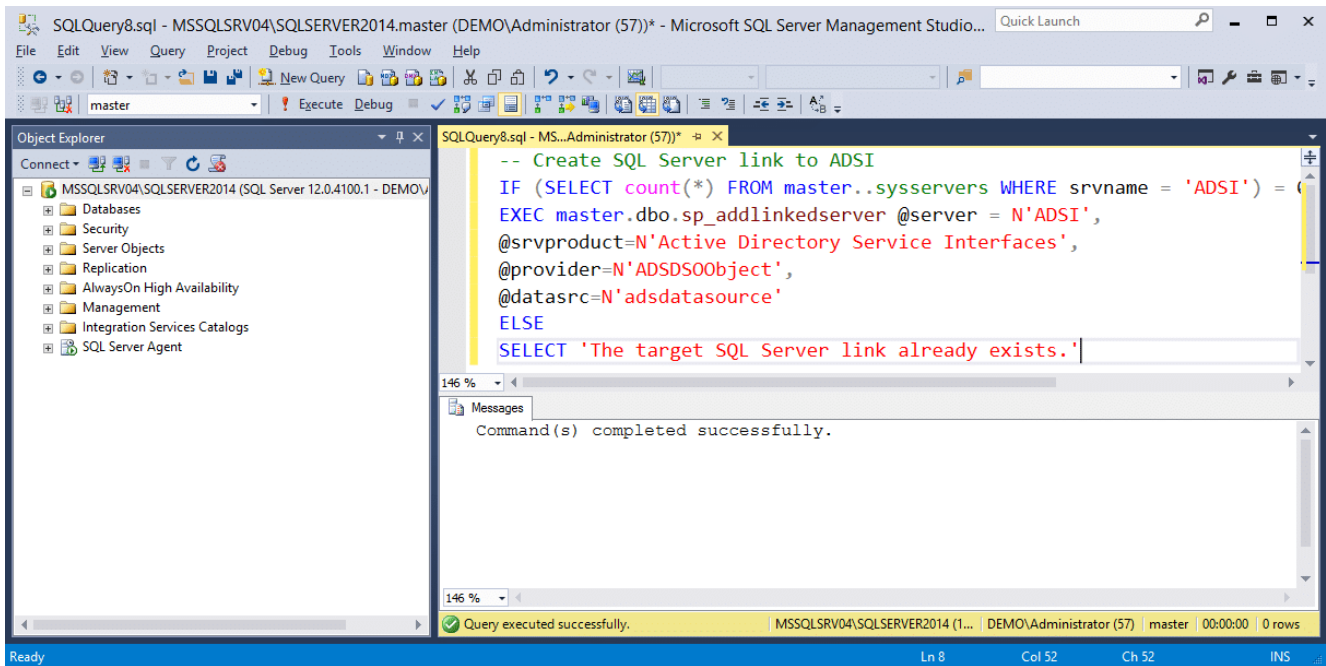 SQLQuery8.sql - MSSQLSRV04\SQLSERVER2014.master (DEMO\Administrator (57))* - Microsoft SQL Server Management Studio...
Quick Launch
File Edit View Query Project Debug Tools Window Help
New Query
master
Execute Debug
Object Explorer
Connect
MSSQLSRV04\SQLSERVER2014 (SQL Server 12.0.4100.1 - DEMO\
Databases
Security
Server Objects
Replication
AlwaysOn High Availability
Management
Integration Services Catalogs
SQL Server Agent
SQLQuery8.sql - MS...Administrator (57))*
-- Create SQL Server link to ADSI
IF (SELECT count(*) FROM master..sysservers WHERE srvname = 'ADSI') =
EXEC master.dbo.sp_addlinkedserver @server = N'ADSI',
@srvproduct=N'Active Directory Service Interfaces',
@provider=N'ADSDSOObject',
@datasrc=N'adsdatasource'
ELSE
SELECT 'The target SQL Server link already exists.'
146 %
Messages
Command(s) completed successfully.
146 %
Query executed successfully.
MSSQLSRV04\SQLSERVER2014 (1...
DEMO\Administrator (57)
master
00:00:00
0 rows
Ready
Ln 8
Col 52
Ch 52
INS